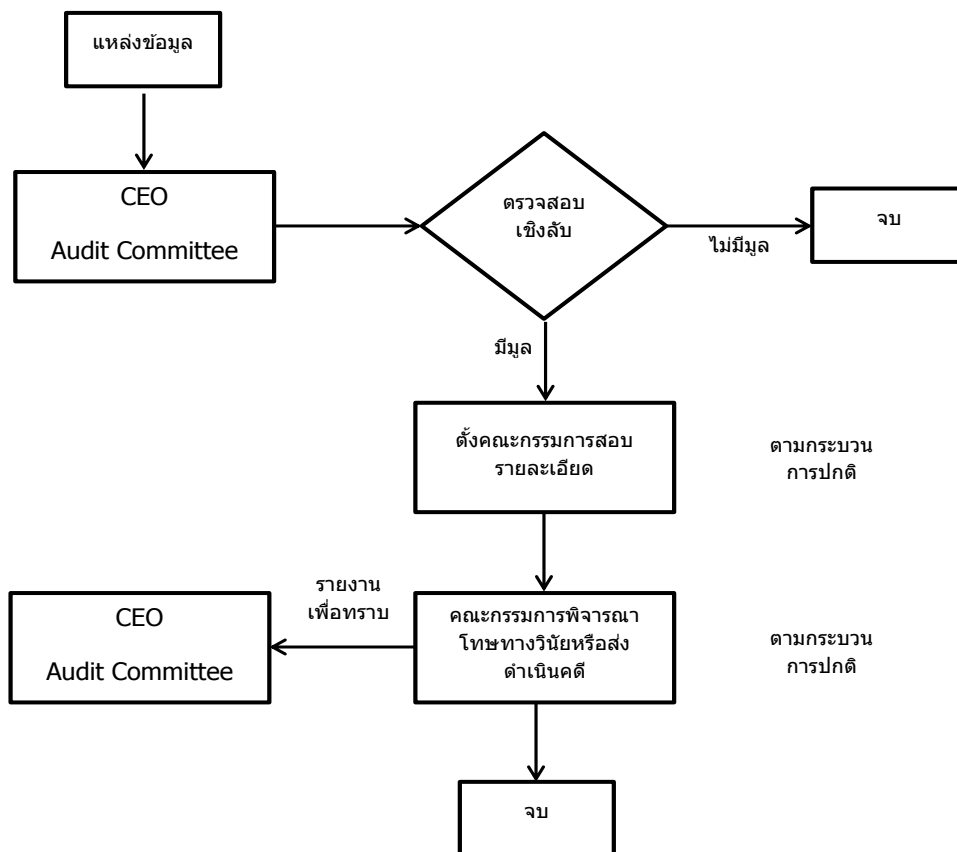 แหล่งข้อมูล
CEO
Audit Committee
ตรวจสอบ
เชิงลับ
ไม่มีมูล
จบ
มีมูล
ตั้งคณะกรรมการสอบ
รายละเอียด
ตามกระบวน
การปกติ
รายงาน
เพื่อทราบ
CEO
Audit Committee
คณะกรรมการพิจารณา
โทษทางวินัยหรือส่ง
ดำเนินคดี
ตามกระบวน
การปกติ
จบ